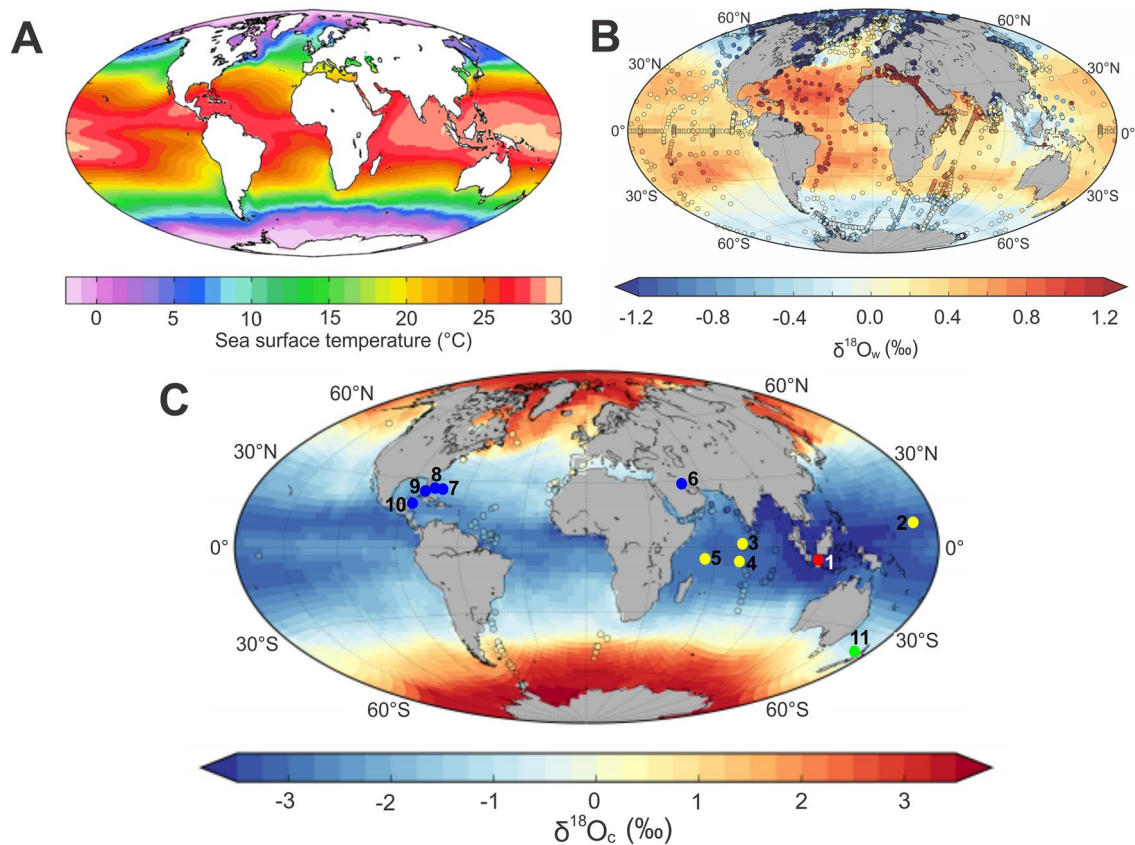 A
0 5 10 15 20 25 30
Sea surface temperature (°C)
B
60°N 60°N
30°N 30°N
0° 0°
30°S 30°S
60°S 60°S
-1.2 -0.8 -0.4 0.0 0.4 0.8 1.2
δ¹⁸Ow (‰)
C
60°N 60°N
30°N 30°N
8
9 7 6
10
2
0° 3 0°
5 4 1
11
30°S 30°S
60°S 60°S
-3 -2 -1 0 1 2 3
δ¹⁸Oc (‰)